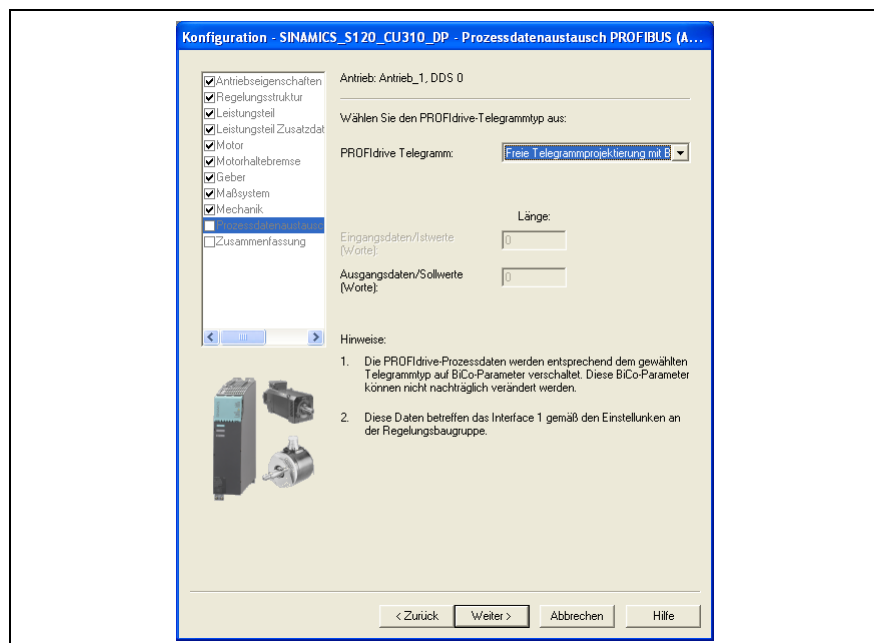 Konfiguration - SINAMICS_S120_CU310_DP - Prozessdatenaustausch PROFIBUS (A...
Antriebseigenschaften
Regelungsstruktur
Leistungsteil
Leistungsteil Zusatzdat
Motor
Motorhaltebremse
Geber
Maßsystem
Mechanik
Prozessdatenaustausc
Zusammenfassung
Antrieb: Antrieb_1, DDS 0
Wählen Sie den PROFIdrive-Telegrammtyp aus:
PROFIdrive Telegramm: Freie Telegrammprojektierung mit B
Länge:
Eingangsdaten/Istwerte 0
(Worte):
Ausgangsdaten/Sollwerte 0
(Worte):
Hinweise:
1. Die PROFIdrive-Prozessdaten werden entsprechend dem gewählten
Telegrammtyp auf BiCo-Parameter verschaltet. Diese BiCo-Parameter
können nicht nachträglich verändert werden.
2. Diese Daten betreffen das Interface 1 gemäß den Einstellunken an
der Regelungsbaugruppe.
< Zurück Weiter > Abbrechen Hilfe